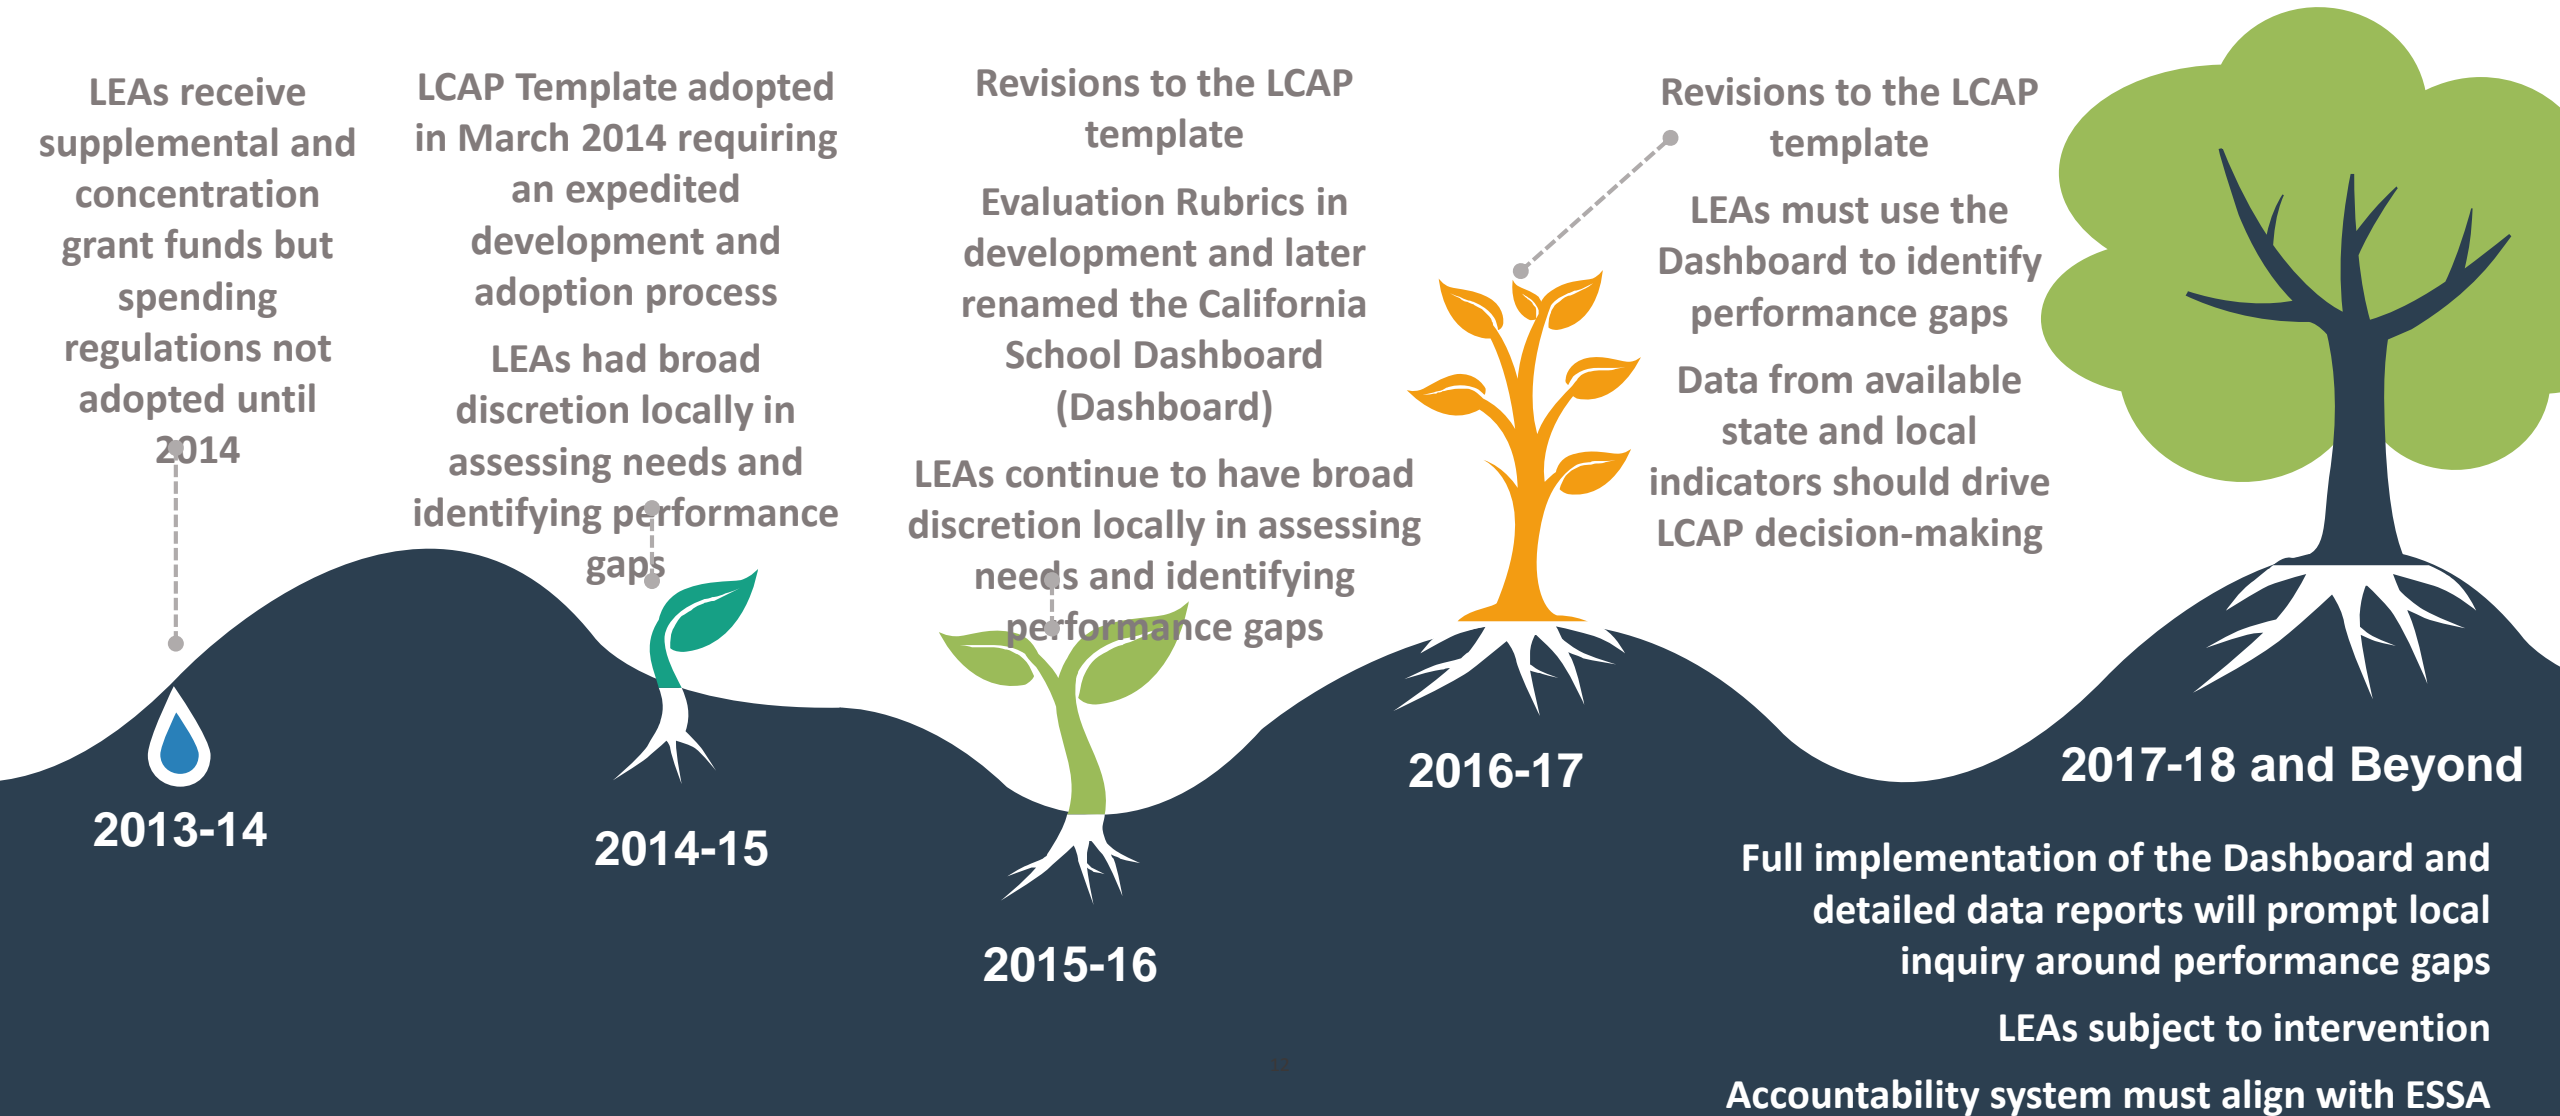 LEAs receive
supplemental and
concentration
grant funds but
spending
regulations not
adopted until
2014
2013-14
LCAP Template adopted
in March 2014 requiring
an expedited
development and
adoption process
LEAs had broad
discretion locally in
assessing needs and
identifying performance
gaps
2014-15
Revisions to the LCAP
template
Evaluation Rubrics in
development and later
renamed the California
School Dashboard
(Dashboard)
LEAs continue to have broad
discretion locally in assessing
needs and identifying
performance gaps
2015-16
Revisions to the LCAP
template
LEAs must use the
Dashboard to identify
performance gaps
Data from available
state and local
indicators should drive
LCAP decision-making
2016-17
2017-18 and Beyond
Full implementation of the Dashboard and
detailed data reports will prompt local
inquiry around performance gaps
LEAs subject to intervention
Accountability system must align with ESSA